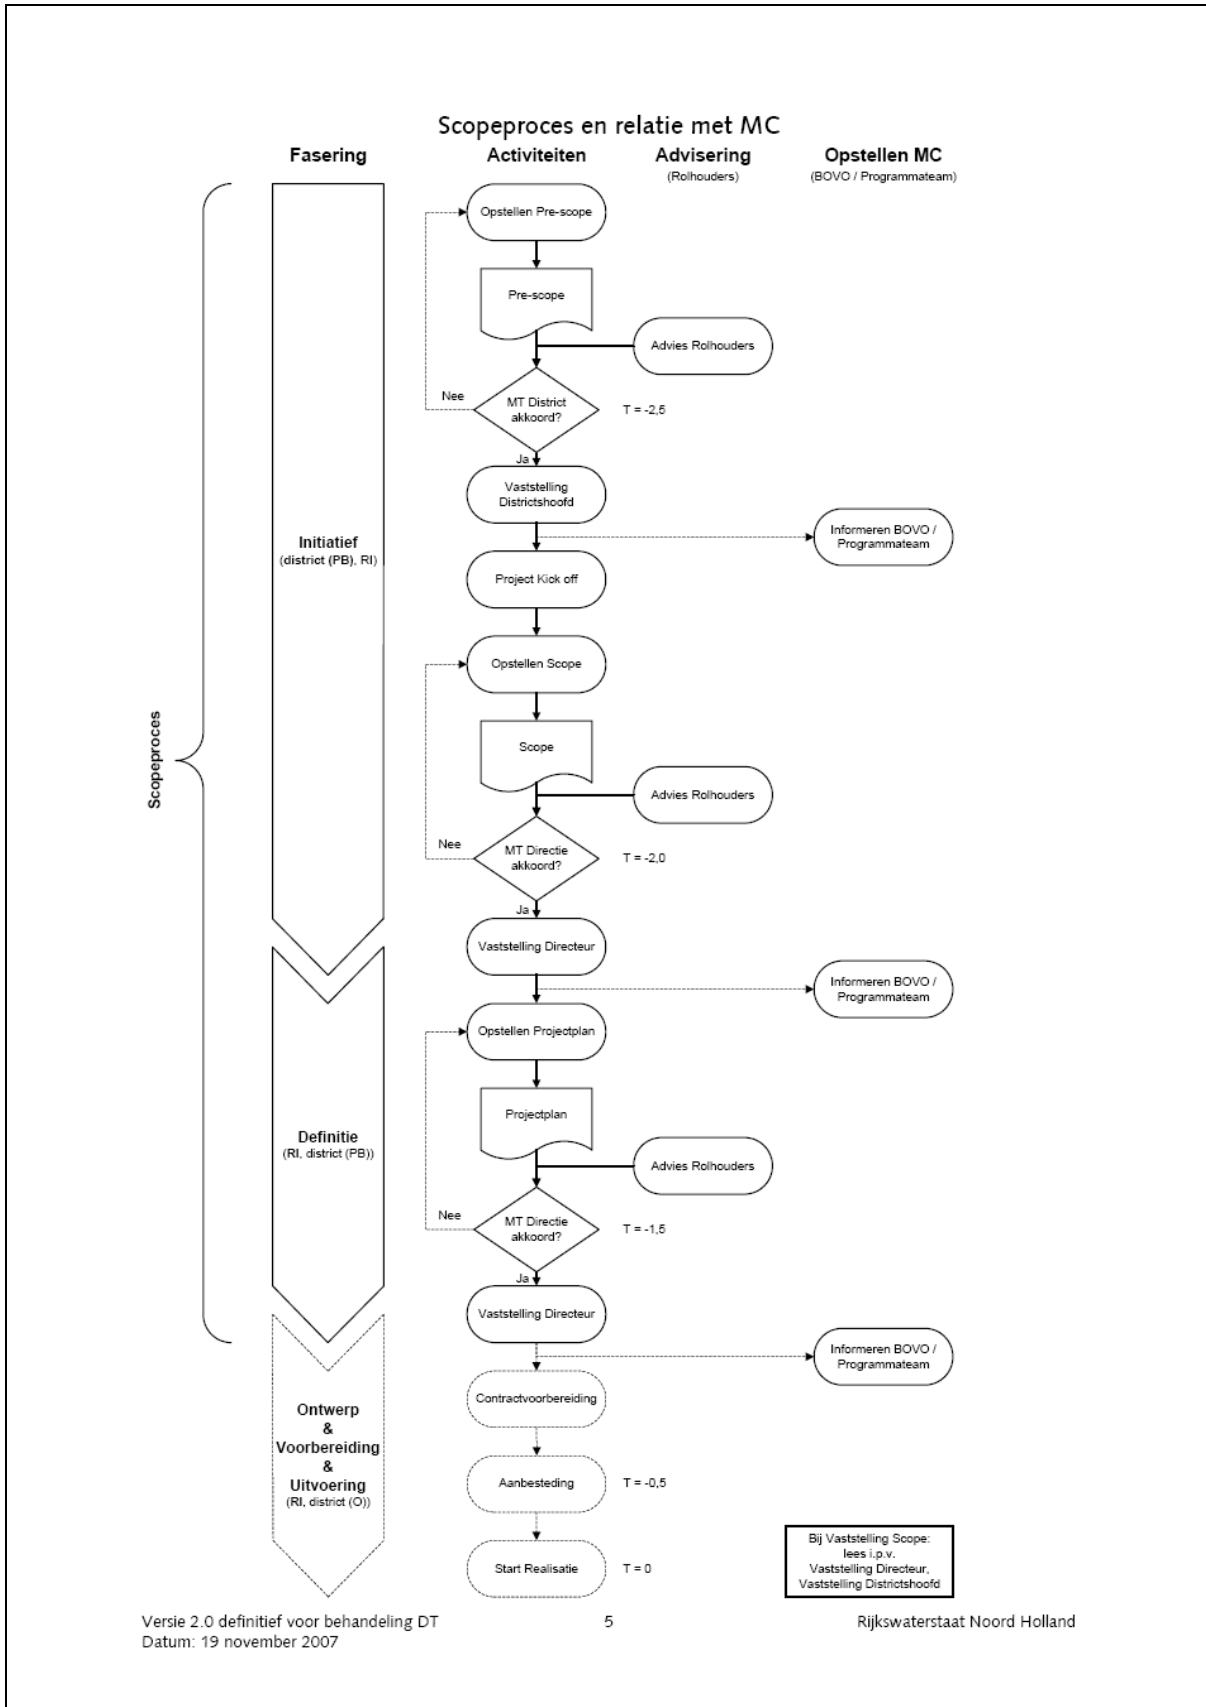 Scopeproces en relatie met MC
Fasering
Activiteiten
Advisering
(Rolhouders)
Opstellen MC
(BOVO / Programmateam)
Opstellen Pre-scope
Pre-scope
Advies Rolhouders
Nee
MT District
akkoord?
T = -2,5
Ja
Vaststelling
Districtshoofd
Initiatief
(district (PB), RI)
Informeren BOVO /
Programmateam
Project Kick off
Opstellen Scope
Scopeproces
Scope
Advies Rolhouders
Nee
MT Directie
akkoord?
T = -2,0
Ja
Vaststelling Directeur
Informeren BOVO /
Programmateam
Opstellen Projectplan
Projectplan
Definitie
(RI, district (PB))
Advies Rolhouders
Nee
MT Directie
akkoord?
T = -1,5
Ja
Vaststelling Directeur
Informeren BOVO /
Programmateam
Contractvoorbereiding
Ontwerp
&
Voorbereiding
&
Uitvoering
(RI, district (O))
Aanbesteding
T = -0,5
Start Realisatie
T = 0
Bij Vaststelling Scope:
lees i.p.v.
Vaststelling Directeur,
Vaststelling Districtshoofd
Versie 2.0 definitief voor behandeling DT
5
Rijkswaterstaat Noord Holland
Datum: 19 november 2007